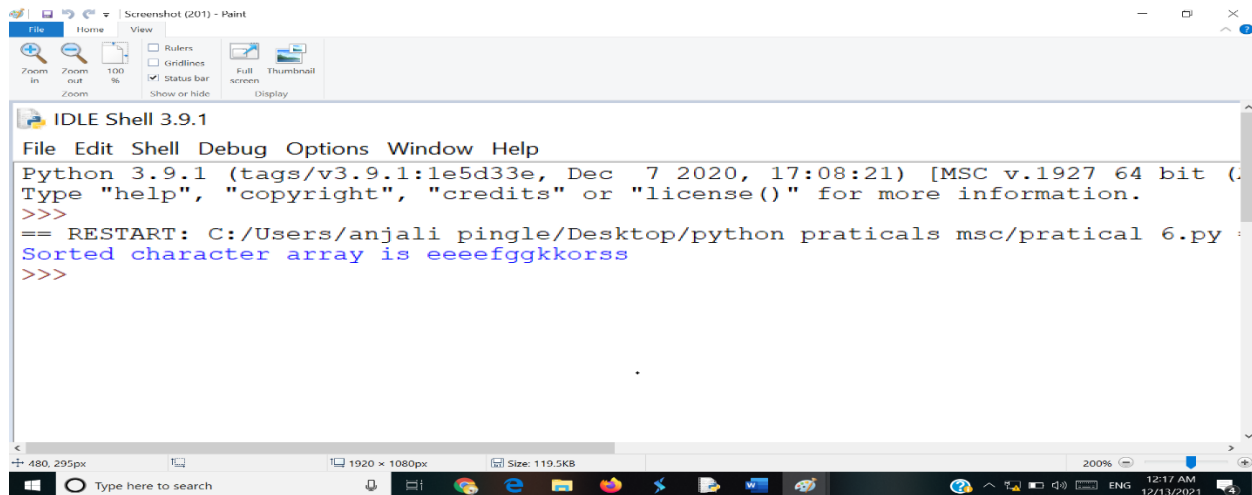 Screenshot (201) - Paint
File Home View
Zoom in
Zoom out
100 %
Rulers
Gridlines
Status bar
Full screen
Thumbnail
Zoom
Show or hide
Display
IDLE Shell 3.9.1
File Edit Shell Debug Options Window Help
Python 3.9.1 (tags/v3.9.1:1e5d33e, Dec 7 2020, 17:08:21) [MSC v.1927 64 bit (
Type "help", "copyright", "credits" or "license()" for more information.
>>>
== RESTART: C:/Users/anjali pingle/Desktop/python praticals msc/pratical 6.py =
Sorted character array is eeeefggkkorss
>>>
480, 295px
1920 × 1080px
Size: 119.5KB
200%
Type here to search
ENG
12:17 AM
12/13/2021